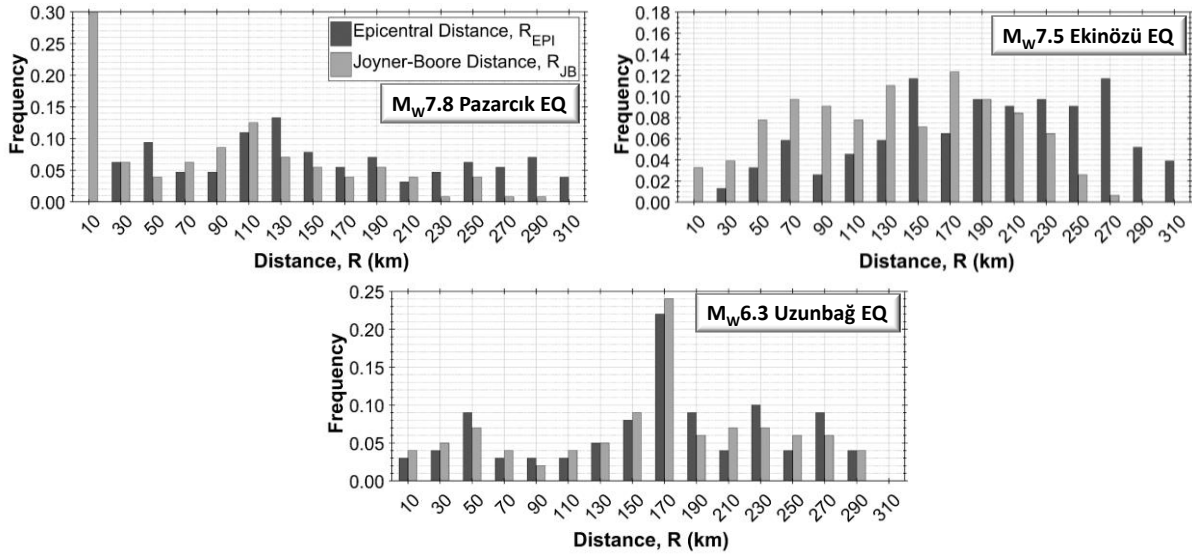 0.30
0.25
0.20
0.15
0.10
0.05
0.00
Frequency
Epicentral Distance, R_EPI
Joyner-Boore Distance, R_JB
M_W7.8 Pazarcık EQ
10 30 50 70 90 110 130 150 170 190 210 230 250 270 290 310
Distance, R (km)
0.18
0.16
0.14
0.12
0.10
0.08
0.06
0.04
0.02
0.00
Frequency
M_W7.5 Ekinözü EQ
10 30 50 70 90 110 130 150 170 190 210 230 250 270 290 310
Distance, R (km)
0.25
0.20
0.15
0.10
0.05
0.00
Frequency
M_W6.3 Uzunbağ EQ
10 30 50 70 90 110 130 150 170 190 210 230 250 270 290 310
Distance, R (km)